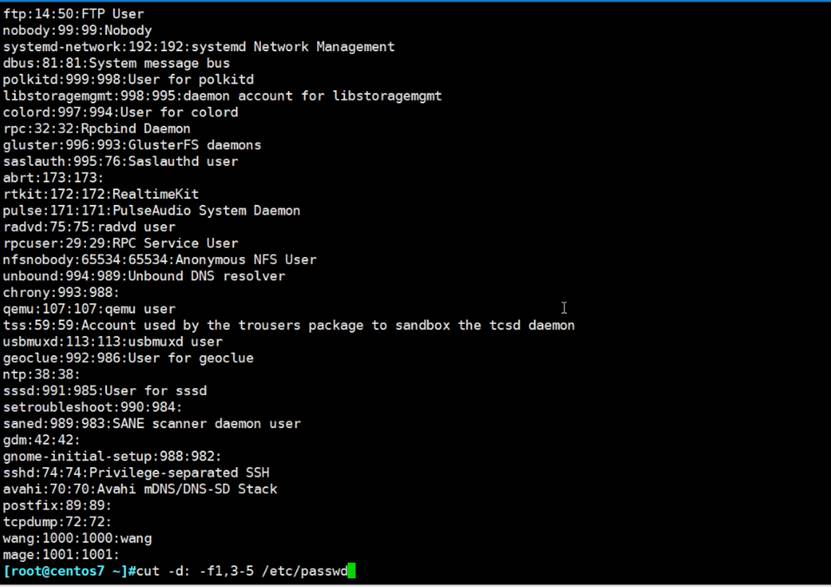 ftp:14:50:FTP User
nobody:99:99:Nobody
systemd-network:192:192:systemd Network Management
dbus:81:81:System message bus
polkitd:999:998:User for polkitd
libstoragemgmt:998:995:daemon account for libstoragemgmt
colord:997:994:User for colord
rpc:32:32:Rpcbind Daemon
gluster:996:993:GlusterFS daemons
saslauth:995:76:Saslauthd user
abrt:173:173:
rtkit:172:172:RealtimeKit
pulse:171:171:PulseAudio System Daemon
radvd:75:75:radvd user
rpcuser:29:29:RPC Service User
nfsnobody:65534:65534:Anonymous NFS User
unbound:994:989:Unbound DNS resolver
chrony:993:988:
qemu:107:107:qemu user
tss:59:59:Account used by the trousers package to sandbox the tcsd daemon
usbmuxd:113:113:usbmuxd user
geoclue:992:986:User for geoclue
ntp:38:38:
sssd:991:985:User for sssd
setroubleshoot:990:984:
saned:989:983:SANE scanner daemon user
gdm:42:42:
gnome-initial-setup:988:982:
sshd:74:74:Privilege-separated SSH
avahi:70:70:Avahi mDNS/DNS-SD Stack
postfix:89:89:
tcpdump:72:72:
wang:1000:1000:wang
mage:1001:1001:
[root@centos7 ~]#cut -d: -f1,3-5 /etc/passwd